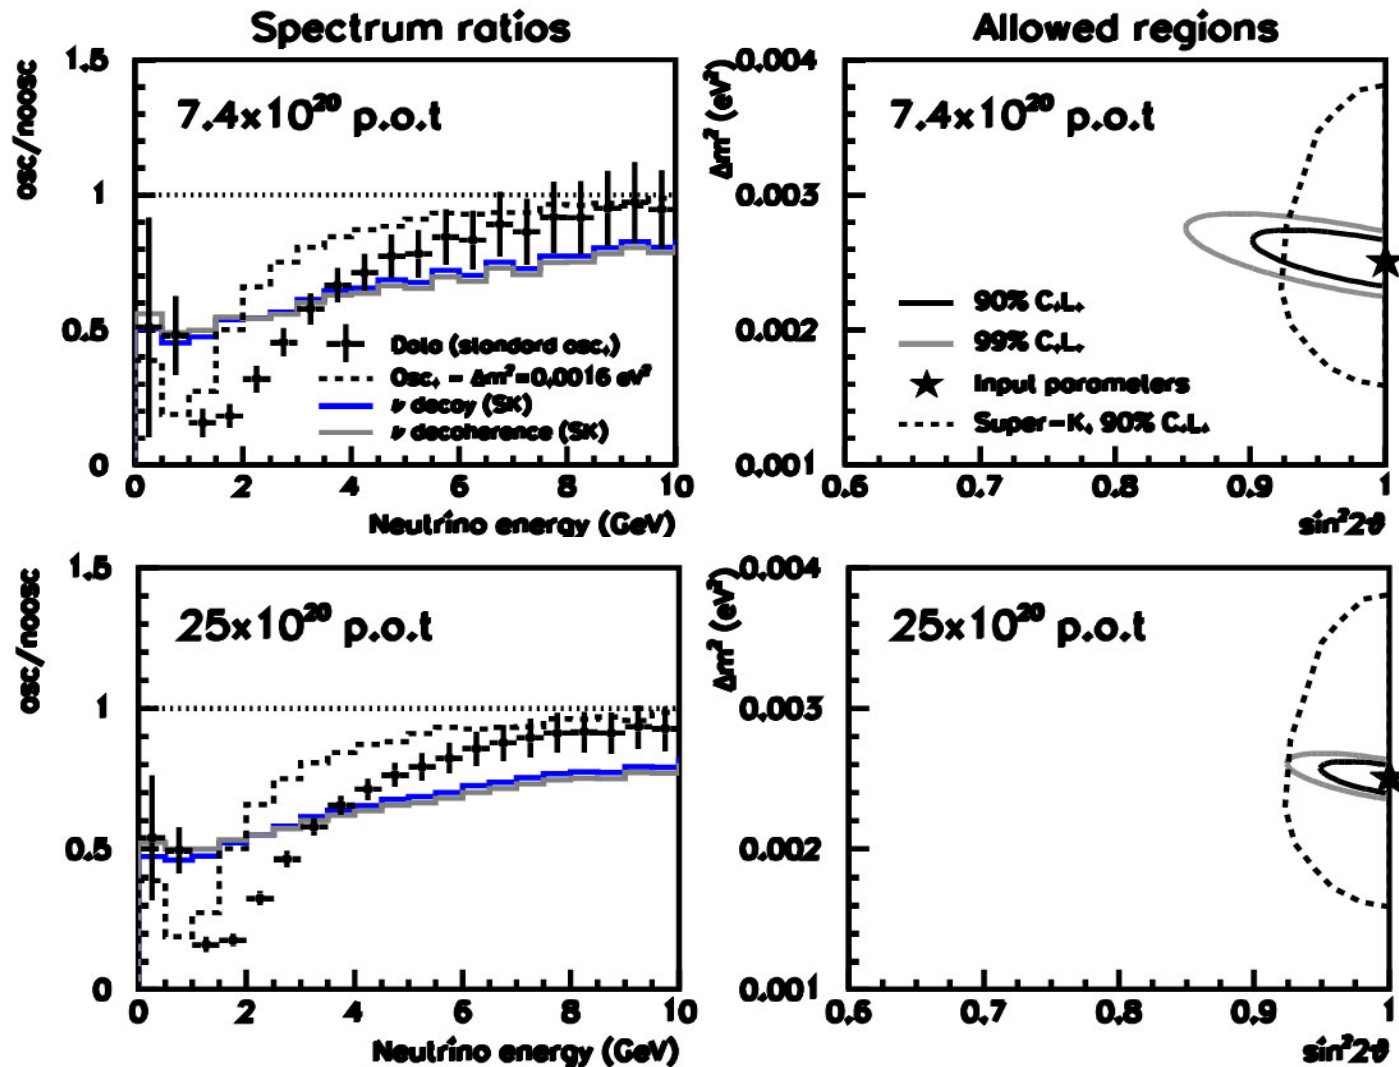 Spectrum ratios
Allowed regions
osc/noosc
1.5
1
0.5
0
7.4x10²⁰ p.o.t
Data (standard osc.)
Osc. - Δm²=0.0016 eV²
ν decay (SK)
ν decoherence (SK)
0 2 4 6 8 10
Neutrino energy (GeV)
Δm² (eV²)
0.004
0.003
0.002
0.001
7.4x10²⁰ p.o.t
90% C.L.
99% C.L.
Input parameters
Super-K, 90% C.L.
0.6 0.7 0.8 0.9 1
sin²2ϑ
osc/noosc
1.5
1
0.5
0
25x10²⁰ p.o.t
0 2 4 6 8 10
Neutrino energy (GeV)
Δm² (eV²)
0.004
0.003
0.002
0.001
25x10²⁰ p.o.t
0.6 0.7 0.8 0.9 1
sin²2ϑ